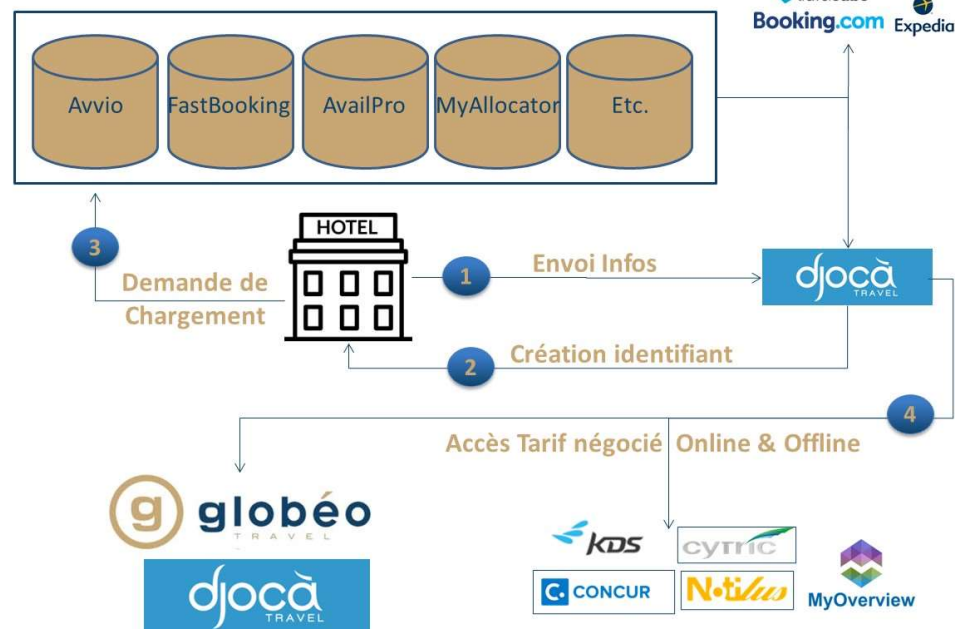 Booking.com
Expedia
Avvio
FastBooking
AvailPro
MyAllocator
Etc.
HOTEL
3
1
Envoi Infos
djocà
TRAVEL
Demande de
Chargement
2
Création identifiant
4
Accès Tarif négocié
Online & Offline
g
globéo
TRAVEL
KDS
cytric
C. CONCUR
Notilus
MyOverview
djocà
TRAVEL